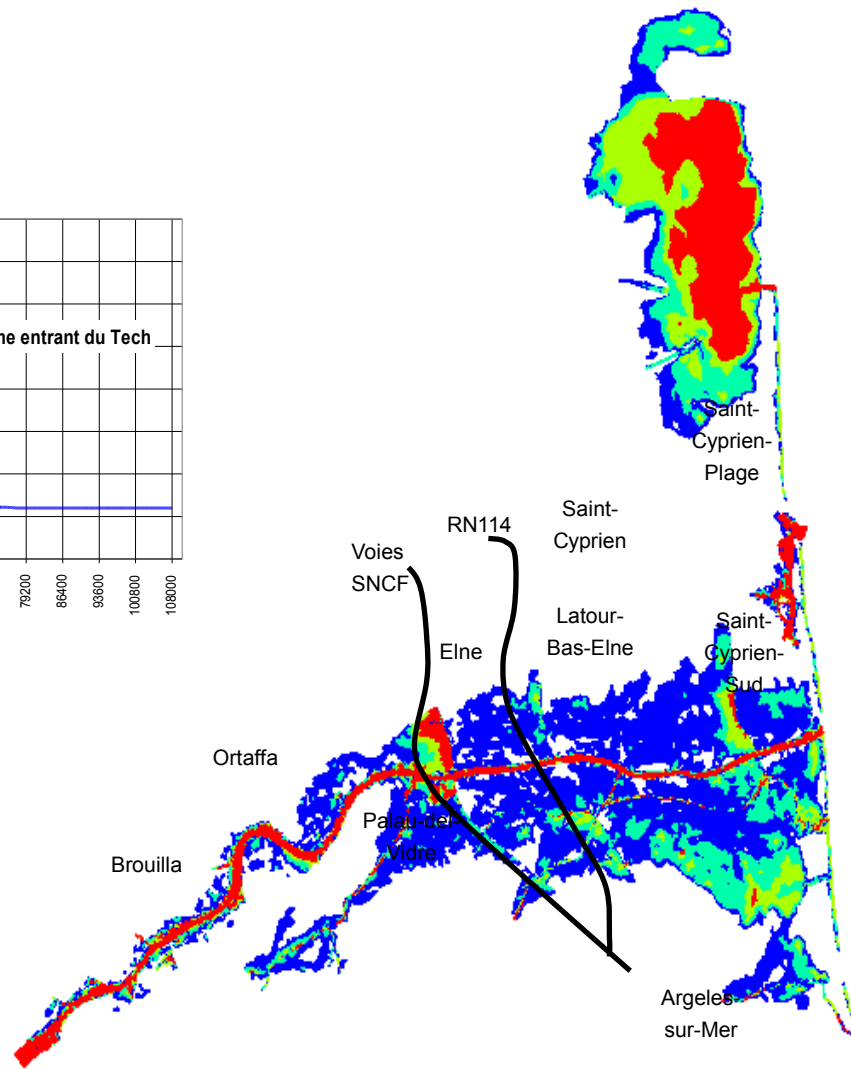 ne entrant du Tech
79200
86400
93600
100800
108000
Saint-
Cyprien-
Plage
RN114
Saint-
Cyprien
Voies
SNCF
Latour-
Bas-Elne
Saint-
Cyprien-
Sud
Elne
Ortaffa
Palau-del-
Vidre
Brouilla
Argeles-
sur-Mer